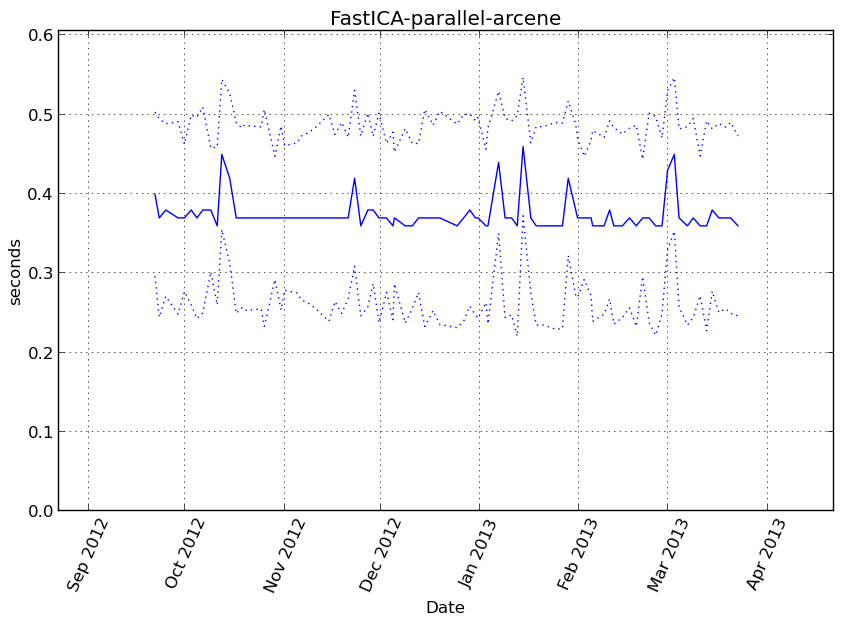 FastICA-parallel-arcene
0.6
0.5
0.4
0.3
0.2
0.1
0.0
seconds
Sep 2012
Oct 2012
Nov 2012
Dec 2012
Jan 2013
Feb 2013
Mar 2013
Apr 2013
Date